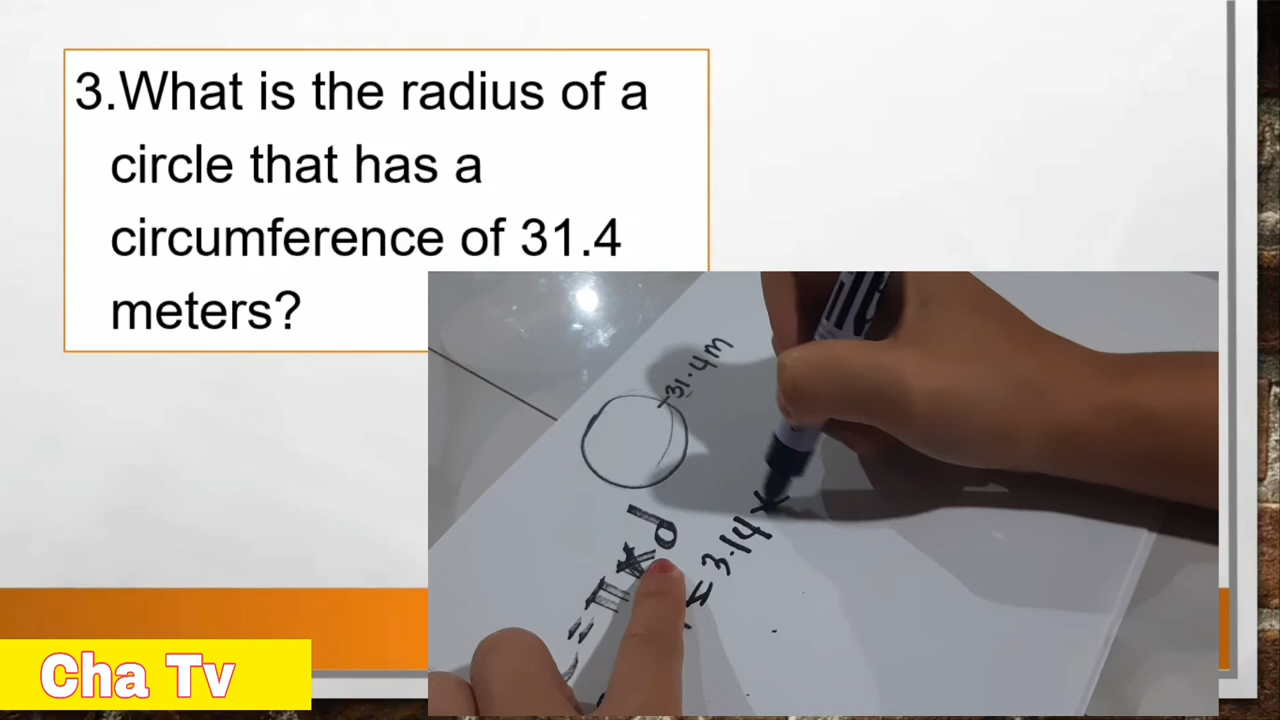 3.What is the radius of a
circle that has a
circumference of 31.4
meters?
31.4m
= π x d
= 3.14 x
Cha Tv